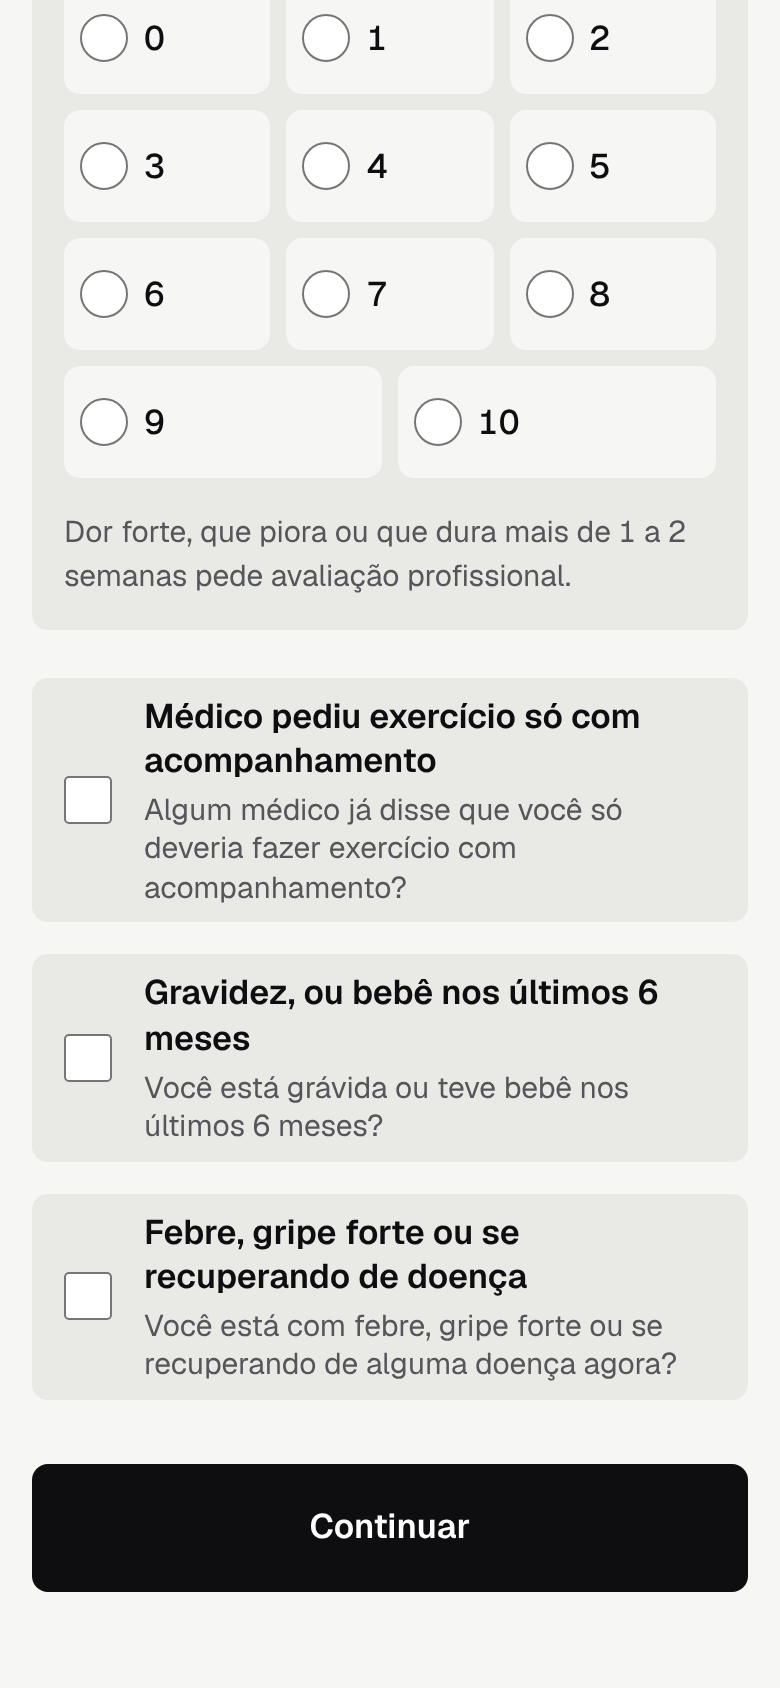 0 1 2
3 4 5
6 7 8
9 10
Dor forte, que piora ou que dura mais de 1 a 2
semanas pede avaliação profissional.
Médico pediu exercício só com
acompanhamento
Algum médico já disse que você só
deveria fazer exercício com
acompanhamento?
Gravidez, ou bebê nos últimos 6
meses
Você está grávida ou teve bebê nos
últimos 6 meses?
Febre, gripe forte ou se
recuperando de doença
Você está com febre, gripe forte ou se
recuperando de alguma doença agora?
Continuar